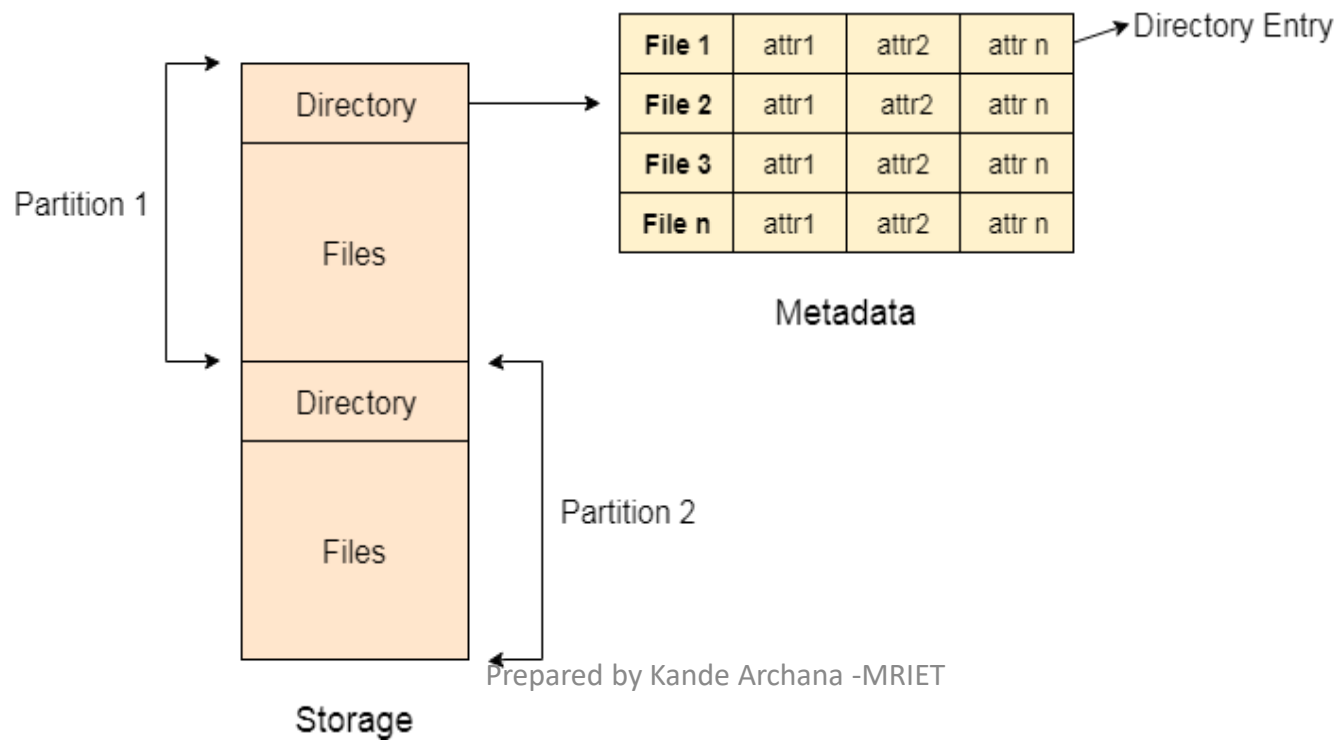 Directory Entry
File 1 attr1 attr2 attr n
Directory
File 2 attr1 attr2 attr n
File 3 attr1 attr2 attr n
Partition 1
File n attr1 attr2 attr n
Files
Metadata
Directory
Partition 2
Files
Prepared by Kande Archana -MRIET
Storage